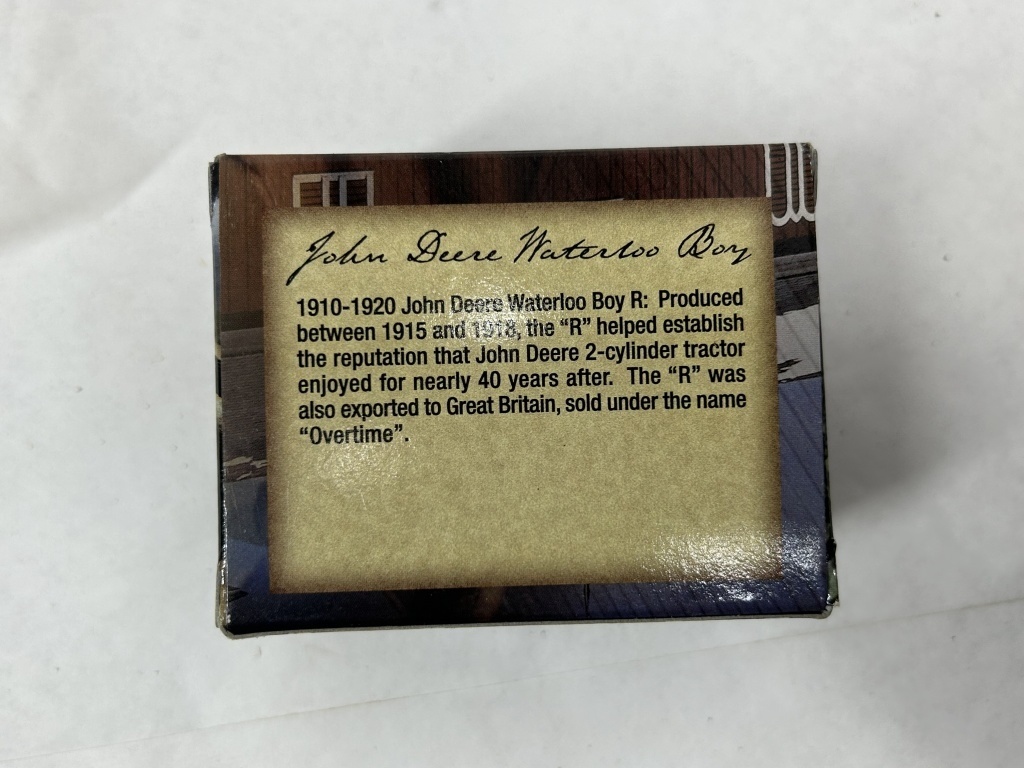 John Deere Waterloo Boy
1910-1920 John Deere Waterloo Boy R: Produced
between 1915 and 1918, the “R” helped establish
the reputation that John Deere 2-cylinder tractor
enjoyed for nearly 40 years after. The “R” was
also exported to Great Britain, sold under the name
“Overtime”.